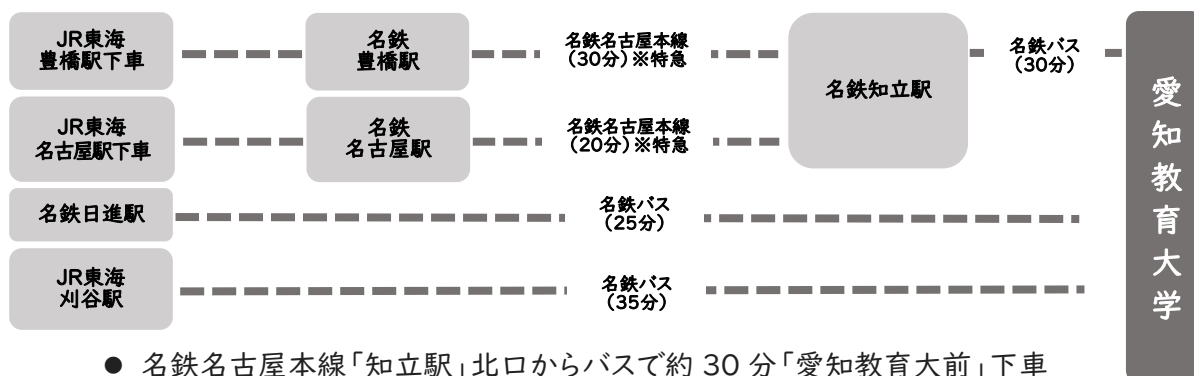 JR東海
豊橋駅下車
名鉄
豊橋駅
名鉄名古屋本線
(30分)※特急
名鉄知立駅
名鉄バス
(30分)
JR東海
名古屋駅下車
名鉄
名古屋駅
名鉄名古屋本線
(20分)※特急
名鉄日進駅
名鉄バス
(25分)
JR東海
刈谷駅
名鉄バス
(35分)
愛知教育大学
● 名鉄名古屋本線「知立駅」北口からバスで約 30 分「愛知教育大前」下車